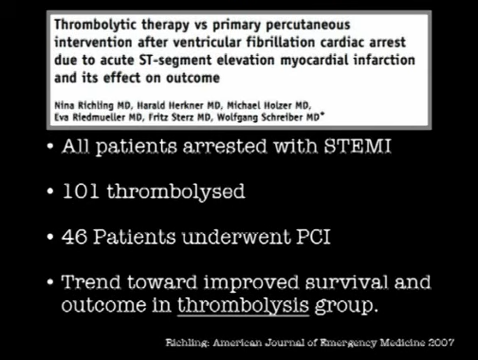 Thrombolytic therapy vs primary percutaneous
intervention after ventricular fibrillation cardiac arrest
due to acute ST-segment elevation myocardial infarction
and its effect on outcome
Nina Richling MD, Harald Herkner MD, Michael Holzer MD,
Eva Riedmueller MD, Fritz Sterz MD, Wolfgang Schreiber MD*
• All patients arrested with STEMI
• 101 thrombolysed
• 46 Patients underwent PCI
• Trend toward improved survival and
outcome in thrombolysis group.
Richling: American Journal of Emergency Medicine 2007